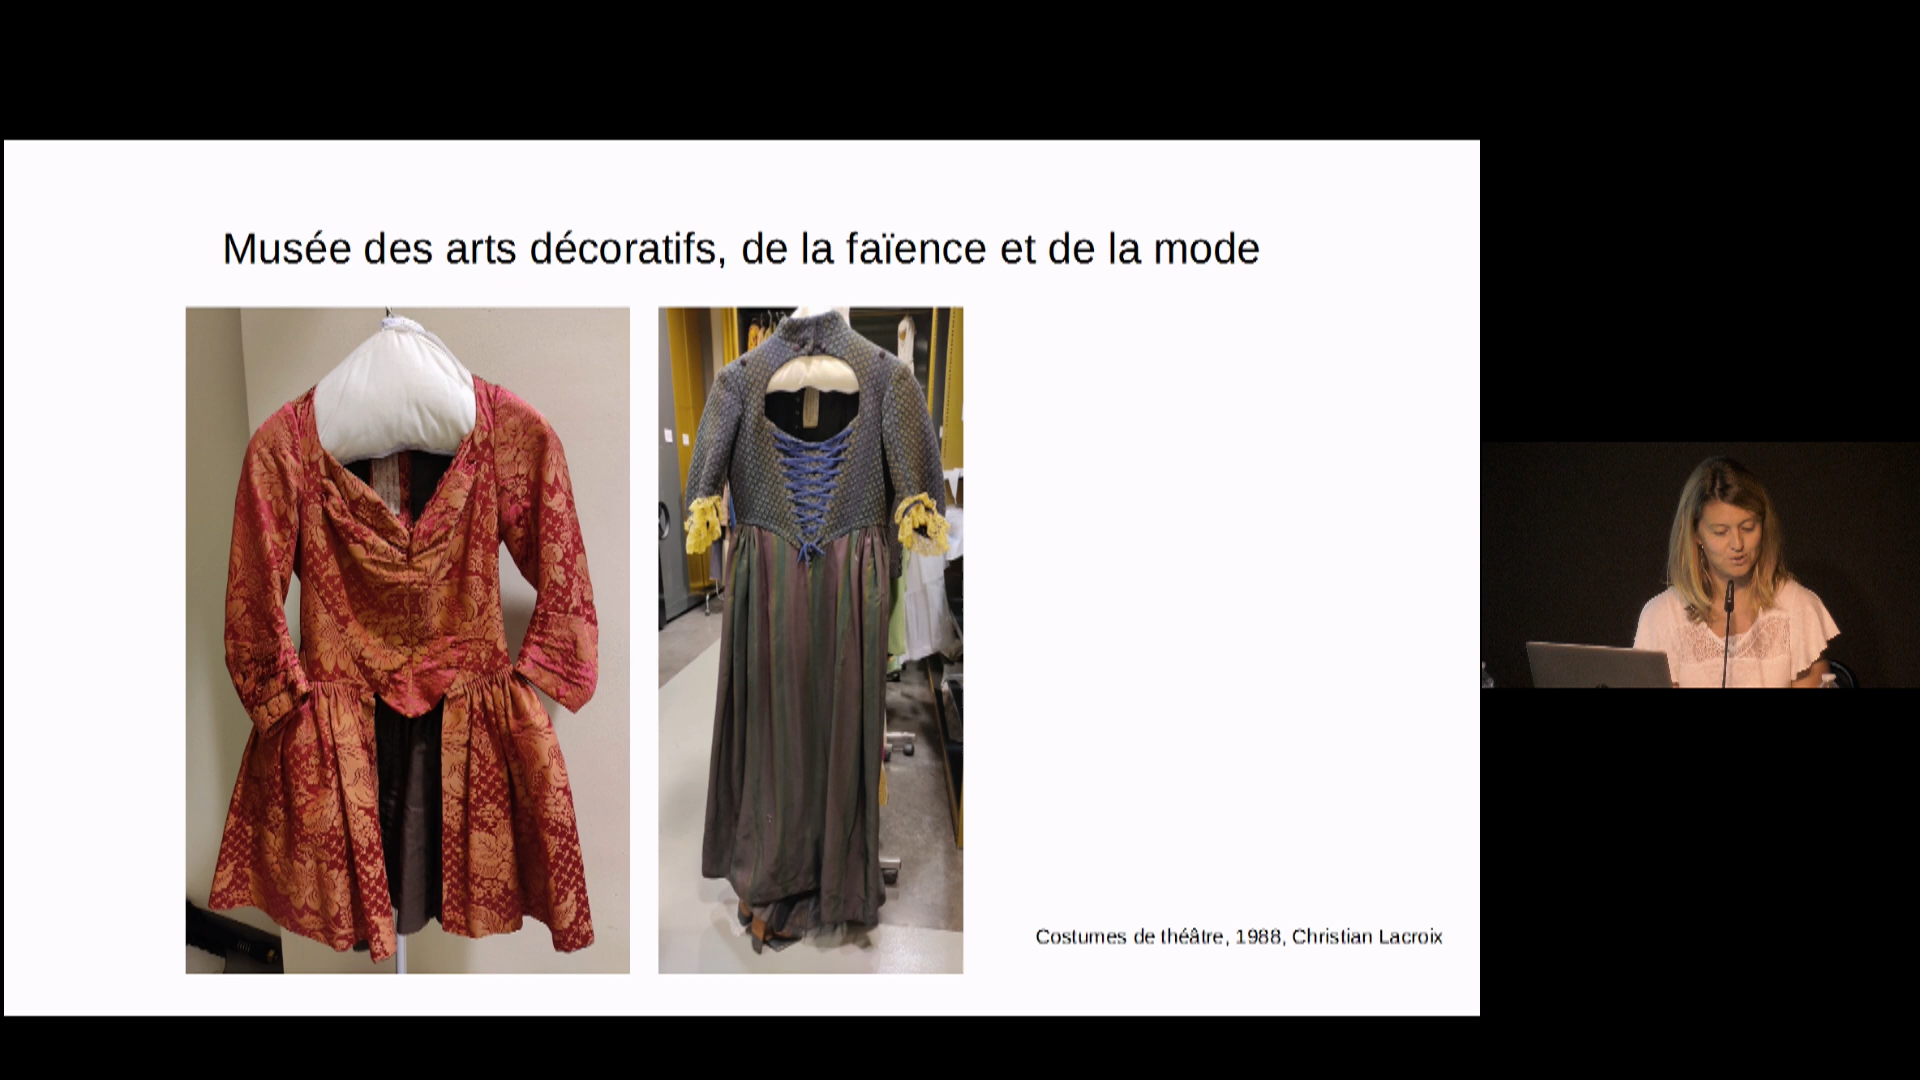 Musée des arts décoratifs, de la faïence et de la mode
Costumes de théâtre, 1988, Christian Lacroix